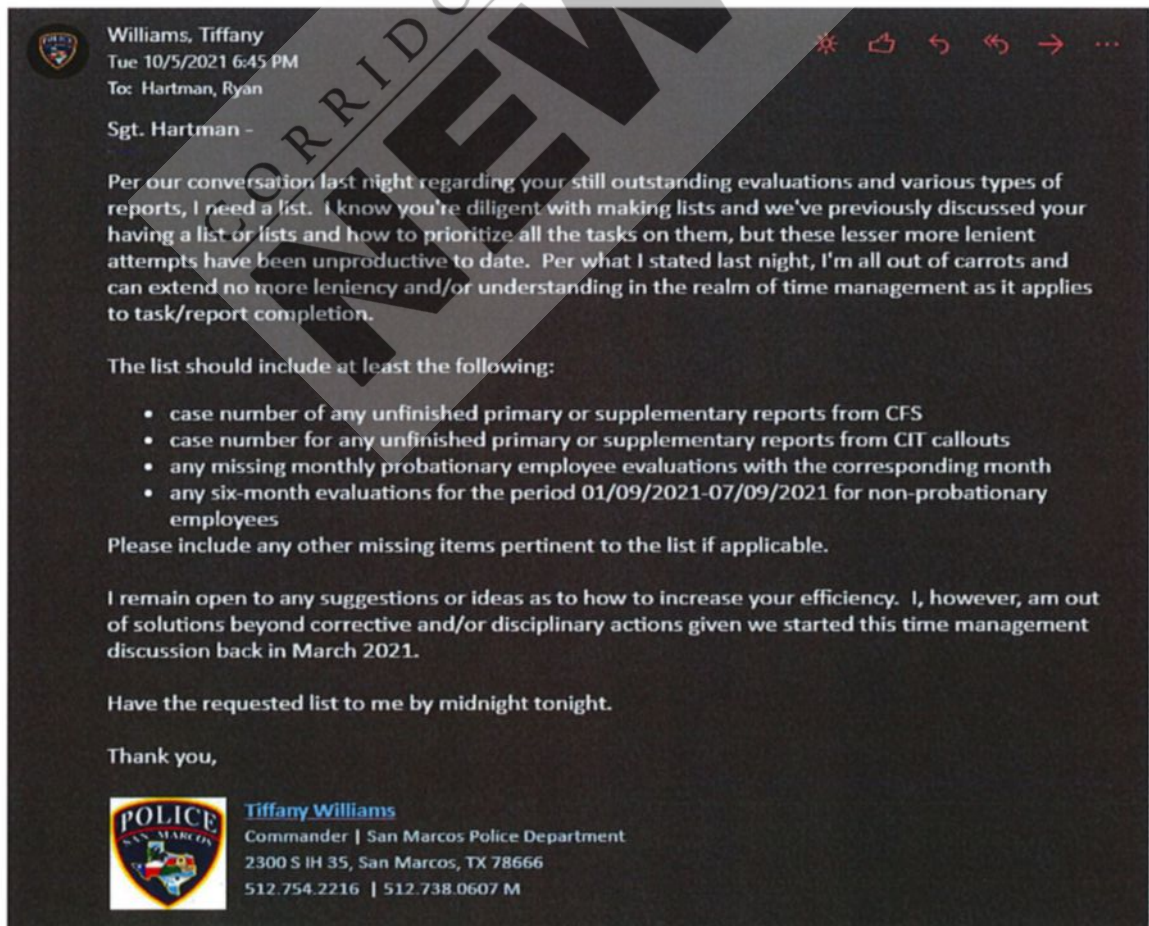 Williams, Tiffany
Tue 10/5/2021 6:45 PM
To: Hartman, Ryan
Sgt. Hartman -
Per our conversation last night regarding your still outstanding evaluations and various types of
reports, I need a list. I know you're diligent with making lists and we've previously discussed your
having a list or lists and how to prioritize all the tasks on them, but these lesser more lenient
attempts have been unproductive to date. Per what I stated last night, I'm all out of carrots and
can extend no more leniency and/or understanding in the realm of time management as it applies
to task/report completion.
The list should include at least the following:
• case number of any unfinished primary or supplementary reports from CFS
• case number for any unfinished primary or supplementary reports from CIT callouts
• any missing monthly probationary employee evaluations with the corresponding month
• any six-month evaluations for the period 01/09/2021-07/09/2021 for non-probationary
employees
Please include any other missing items pertinent to the list if applicable.
I remain open to any suggestions or ideas as to how to increase your efficiency. I, however, am out
of solutions beyond corrective and/or disciplinary actions given we started this time management
discussion back in March 2021.
Have the requested list to me by midnight tonight.
Thank you,
POLICE
SAN MARCOS
Tiffany Williams
Commander | San Marcos Police Department
2300 S IH 35, San Marcos, TX 78666
512.754.2216 | 512.738.0607 M